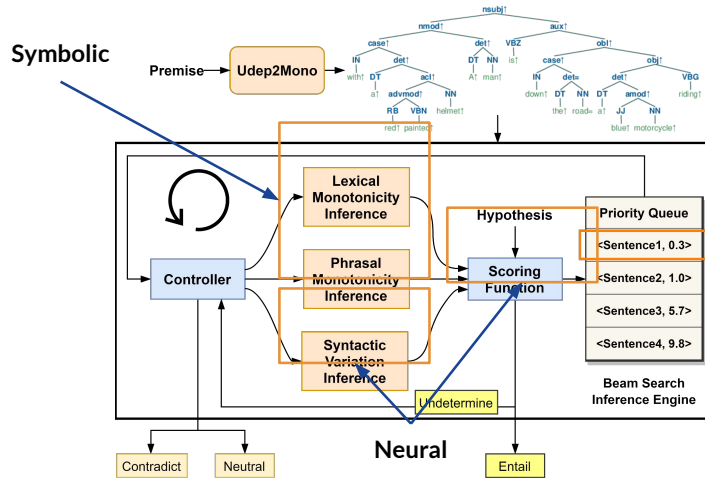 Symbolic
Premise
Udep2Mono
nsubj↑
nmod↑ aux↑
case↑ det↑ VBZ obl↑
IN det↑ DT NN is↑ case↑ obj↑
with↑ DT acl↑ A↑ man↑ IN det= det↑ VBG
a↑ advmod↑ NN down↑ DT NN DT amod↑ riding↑
RB VBN helmet↑ the↑ road= a↑ JJ NN
red↑ painted↑ blue↑ motorcycle↑
Lexical
Monotonicity
Inference
Hypothesis
Priority Queue
<Sentence1, 0.3>
Controller
Phrasal
Monotonicity
Inference
Scoring
Function
<Sentence2, 1.0>
<Sentence3, 5.7>
Syntactic
Variation
Inference
<Sentence4, 9.8>
Beam Search
Inference Engine
Undetermine
Neural
Contradict
Neutral
Entail